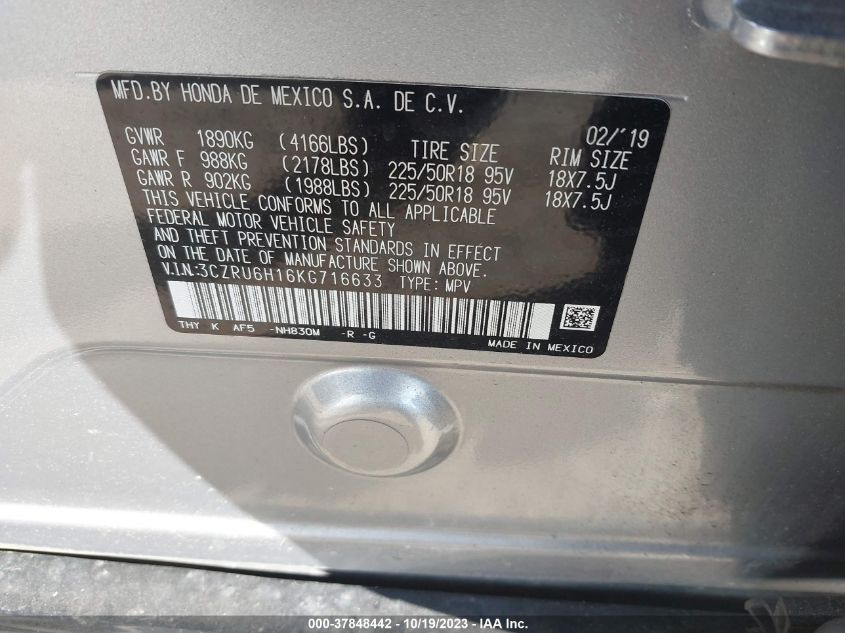 MFD.BY HONDA DE MEXICO S.A. DE C.V.
02/'19
GVWR 1890KG (4166LBS) TIRE SIZE RIM SIZE
GAWR F 988KG (2178LBS) 225/50R18 95V 18X7.5J
GAWR R 902KG (1988LBS) 225/50R18 95V 18X7.5J
THIS VEHICLE CONFORMS TO ALL APPLICABLE
FEDERAL MOTOR VEHICLE SAFETY
AND THEFT PREVENTION STANDARDS IN EFFECT
ON THE DATE OF MANUFACTURE SHOWN ABOVE.
V.I.N:3CZRU6H16KG716633 TYPE: MPV
THY K AF5 -NH830M -R -G
MADE IN MEXICO
000-37848442 - 10/19/2023 - IAA Inc.